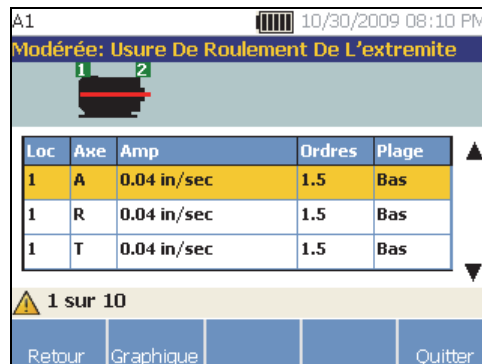 A1 10/30/2009 08:10 PM
Modérée: Usure De Roulement De L'extremite
1 2
Loc Axe Amp Ordres Plage
1 A 0.04 in/sec 1.5 Bas
1 R 0.04 in/sec 1.5 Bas
1 T 0.04 in/sec 1.5 Bas
1 sur 10
Retour Graphique Quitter